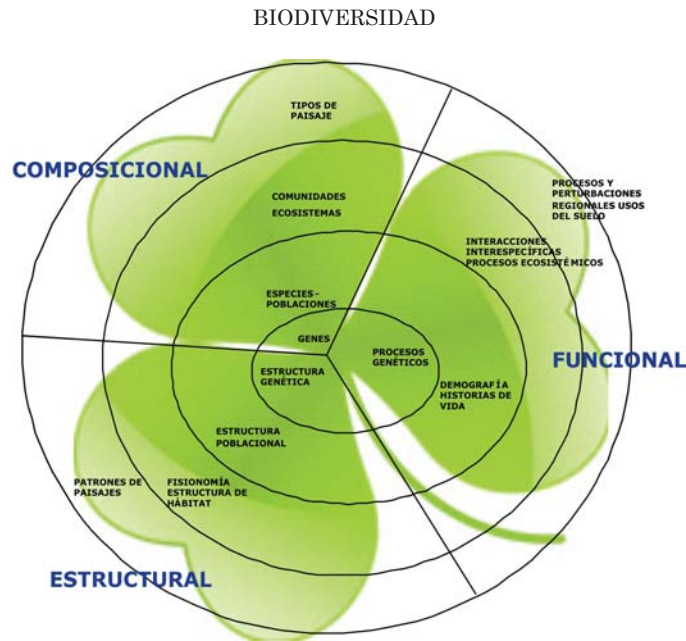 BIODIVERSIDAD
TIPOS DE
PAISAJE
COMPOSICIONAL
COMUNIDADES
ECOSISTEMAS
ESPECIES-
POBLACIONES
GENES
PROCESOS Y
PERTURBACIONES
REGIONALES USOS
DEL SUELO
INTERACCIONES
INTERESPECÍFICAS
PROCESOS ECOSISTÉMICOS
PROCESOS
GENÉTICOS
FUNCIONAL
DEMOGRAFÍA
HISTORIAS DE
VIDA
ESTRUCTURA
GENÉTICA
ESTRUCTURA
POBLACIONAL
PATRONES DE
PAISAJES
FISIONOMÍA
ESTRUCTURA DE
HÁBITAT
ESTRUCTURAL